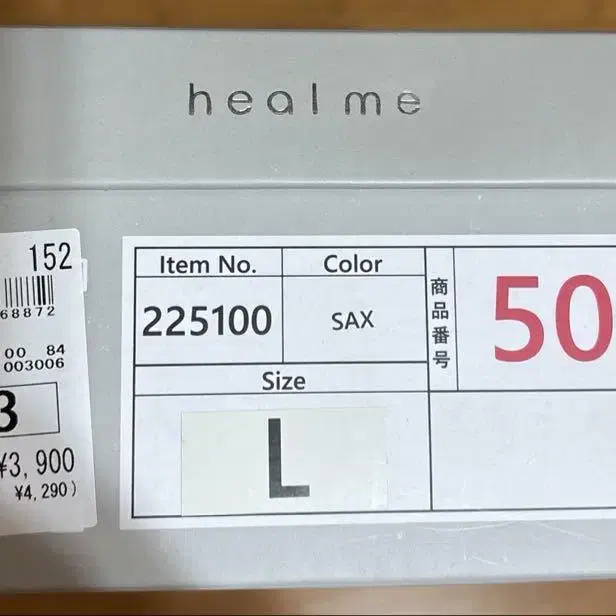 heal me
152
68872
00 84
003006
3
¥3,900
¥4,290)
Item No.
Color
225100
SAX
Size
L
商品番号
50